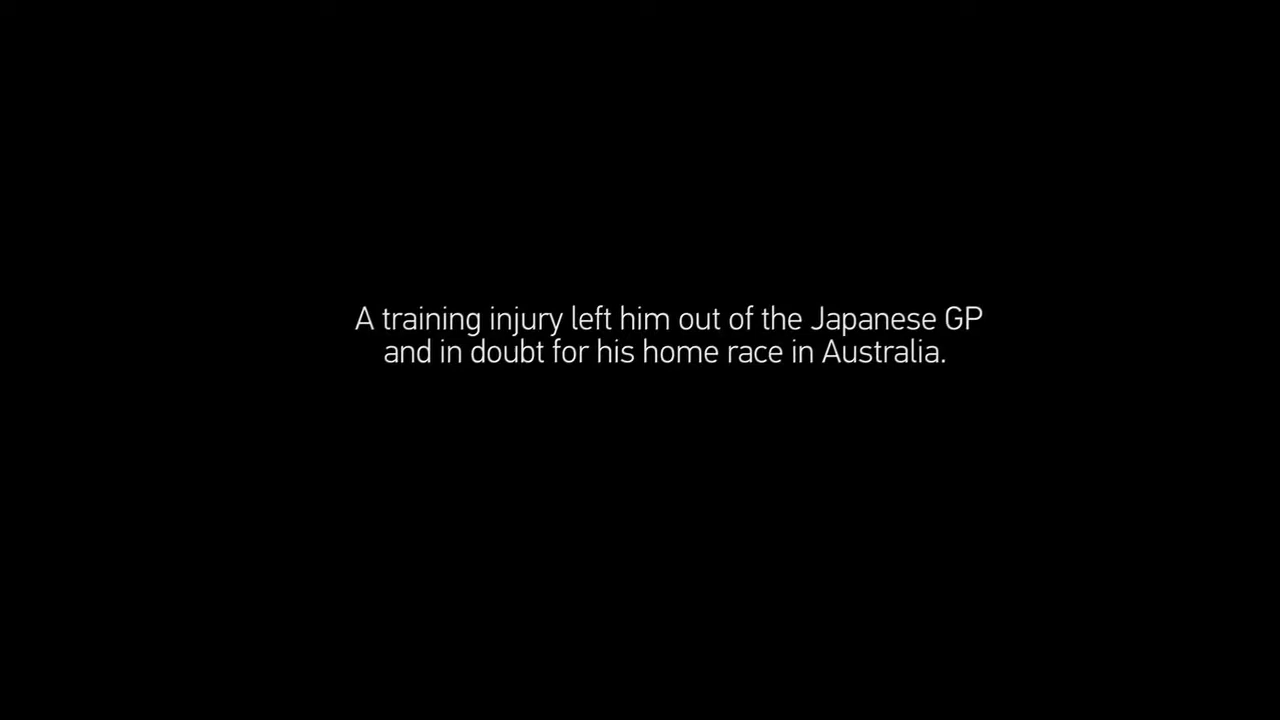 A training injury left him out of the Japanese GP
and in doubt for his home race in Australia.